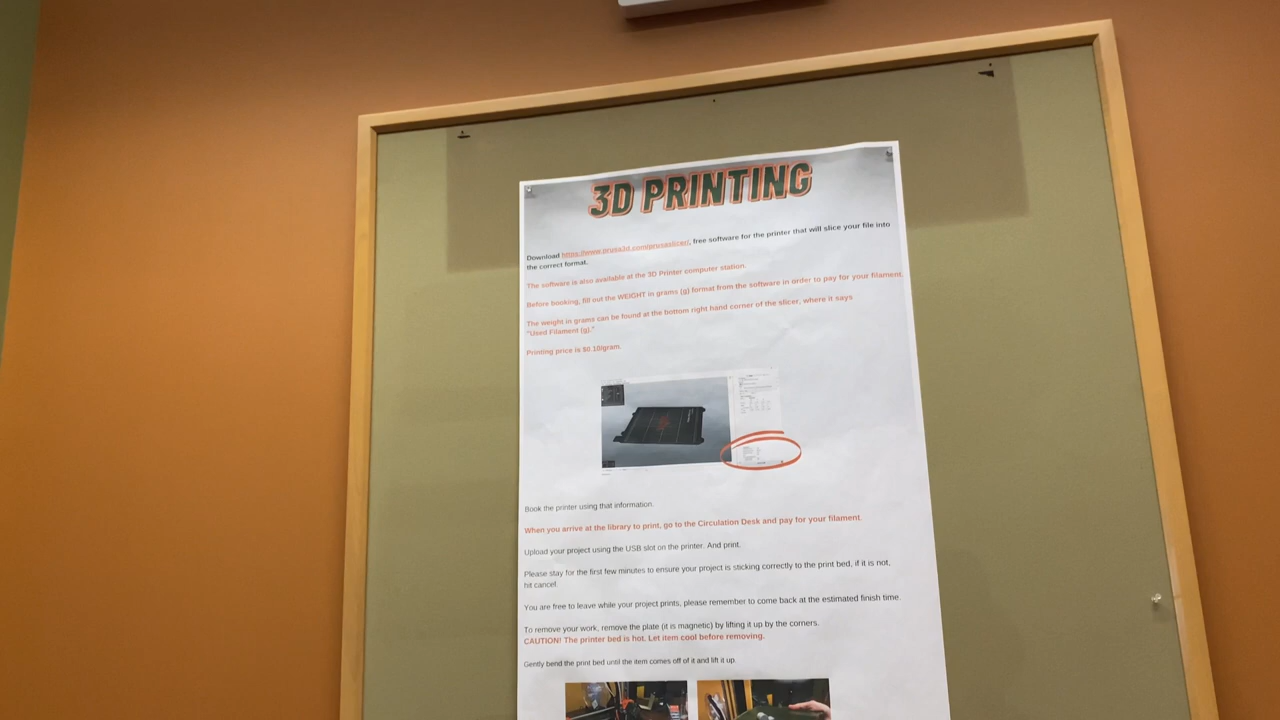 3D PRINTING
Download https://www.prusa3d.com/prusaslicer/, free software for the printer that will slice your file into
the correct format.
The software is also available at the 3D Printer computer station.
Before booking, fill out the WEIGHT in grams (g) format from the software in order to pay for your filament.
The weight in grams can be found at the bottom right hand corner of the slicer, where it says
"Used Filament (g)."
Printing price is $0.10/gram.
Book the printer using that information.
When you arrive at the library to print, go to the Circulation Desk and pay for your filament.
Upload your project using the USB slot on the printer. And print.
Please stay for the first few minutes to ensure your project is sticking correctly to the print bed, if it is not,
hit cancel.
You are free to leave while your project prints, please remember to come back at the estimated finish time.
To remove your work, remove the plate (it is magnetic) by lifting it up by the corners.
CAUTION! The printer bed is hot. Let item cool before removing.
Gently bend the print bed until the item comes off of it and lift it up.